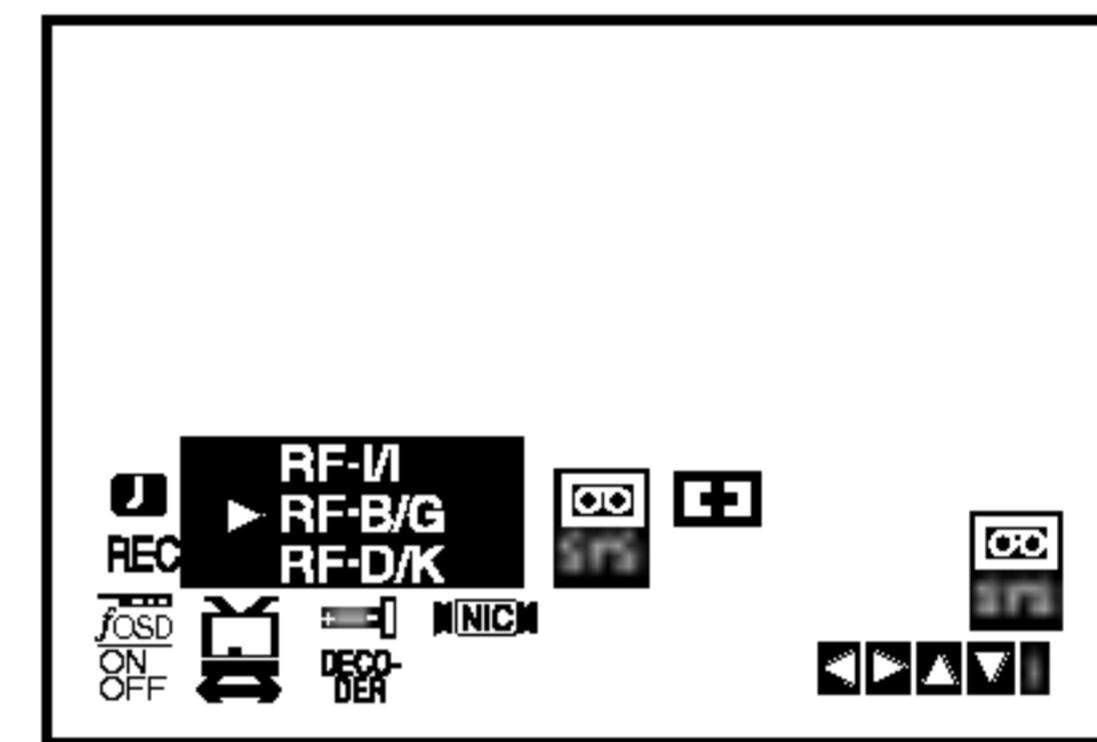 RF-I/I
RF-B/G
REC
RF-D/K
fOSD
ON
OFF
DECO-
DER
NIC